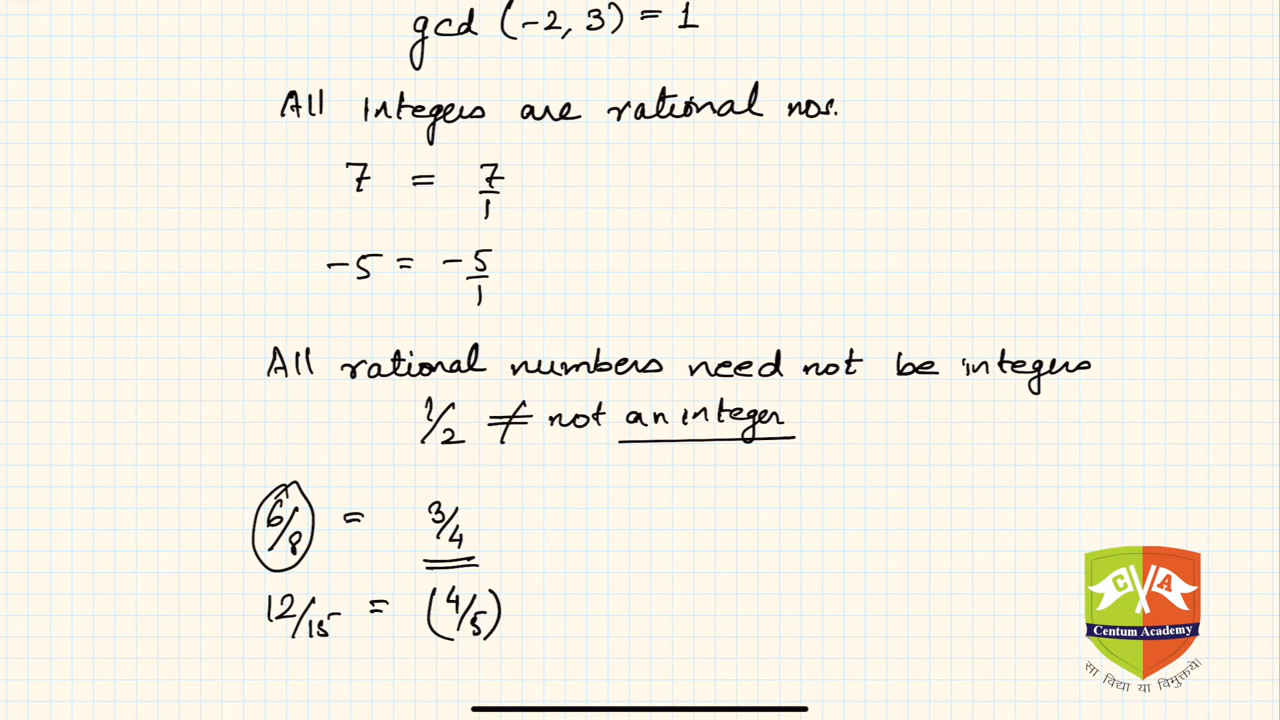 gcd (-2, 3) = 1
All Integers are rational nos.
7 = 7/1
-5 = -5/1
All rational numbers need not be integers
1/2 ≠ not an integer
6/8 = 3/4
12/15 = (4/5)
C A
Centum Academy
सा विद्या या विमुक्तये।